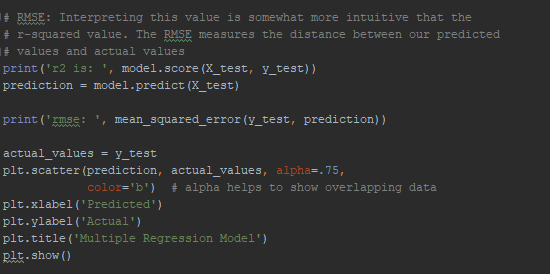 # RMSE: Interpreting this value is somewhat more intuitive that the
# r-squared value. The RMSE measures the distance between our predicted
# values and actual values
print('r2 is: ', model.score(X_test, y_test))
prediction = model.predict(X_test)
print('rmse: ', mean_squared_error(y_test, prediction))
actual_values = y_test
plt.scatter(prediction, actual_values, alpha=.75,
color='b')  # alpha helps to show overlapping data
plt.xlabel('Predicted')
plt.ylabel('Actual')
plt.title('Multiple Regression Model')
plt.show()